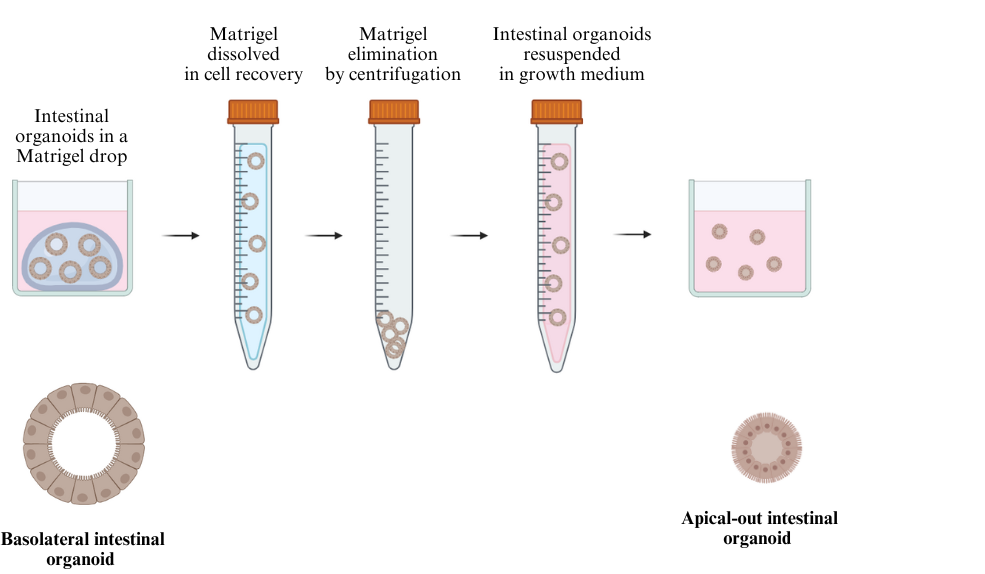 Matrigel
dissolved
in cell recovery
Matrigel
elimination
by centrifugation
Intestinal organoids
resuspended
in growth medium
Intestinal
organoids in a
Matrigel drop
Basolateral intestinal
organoid
Apical-out intestinal
organoid